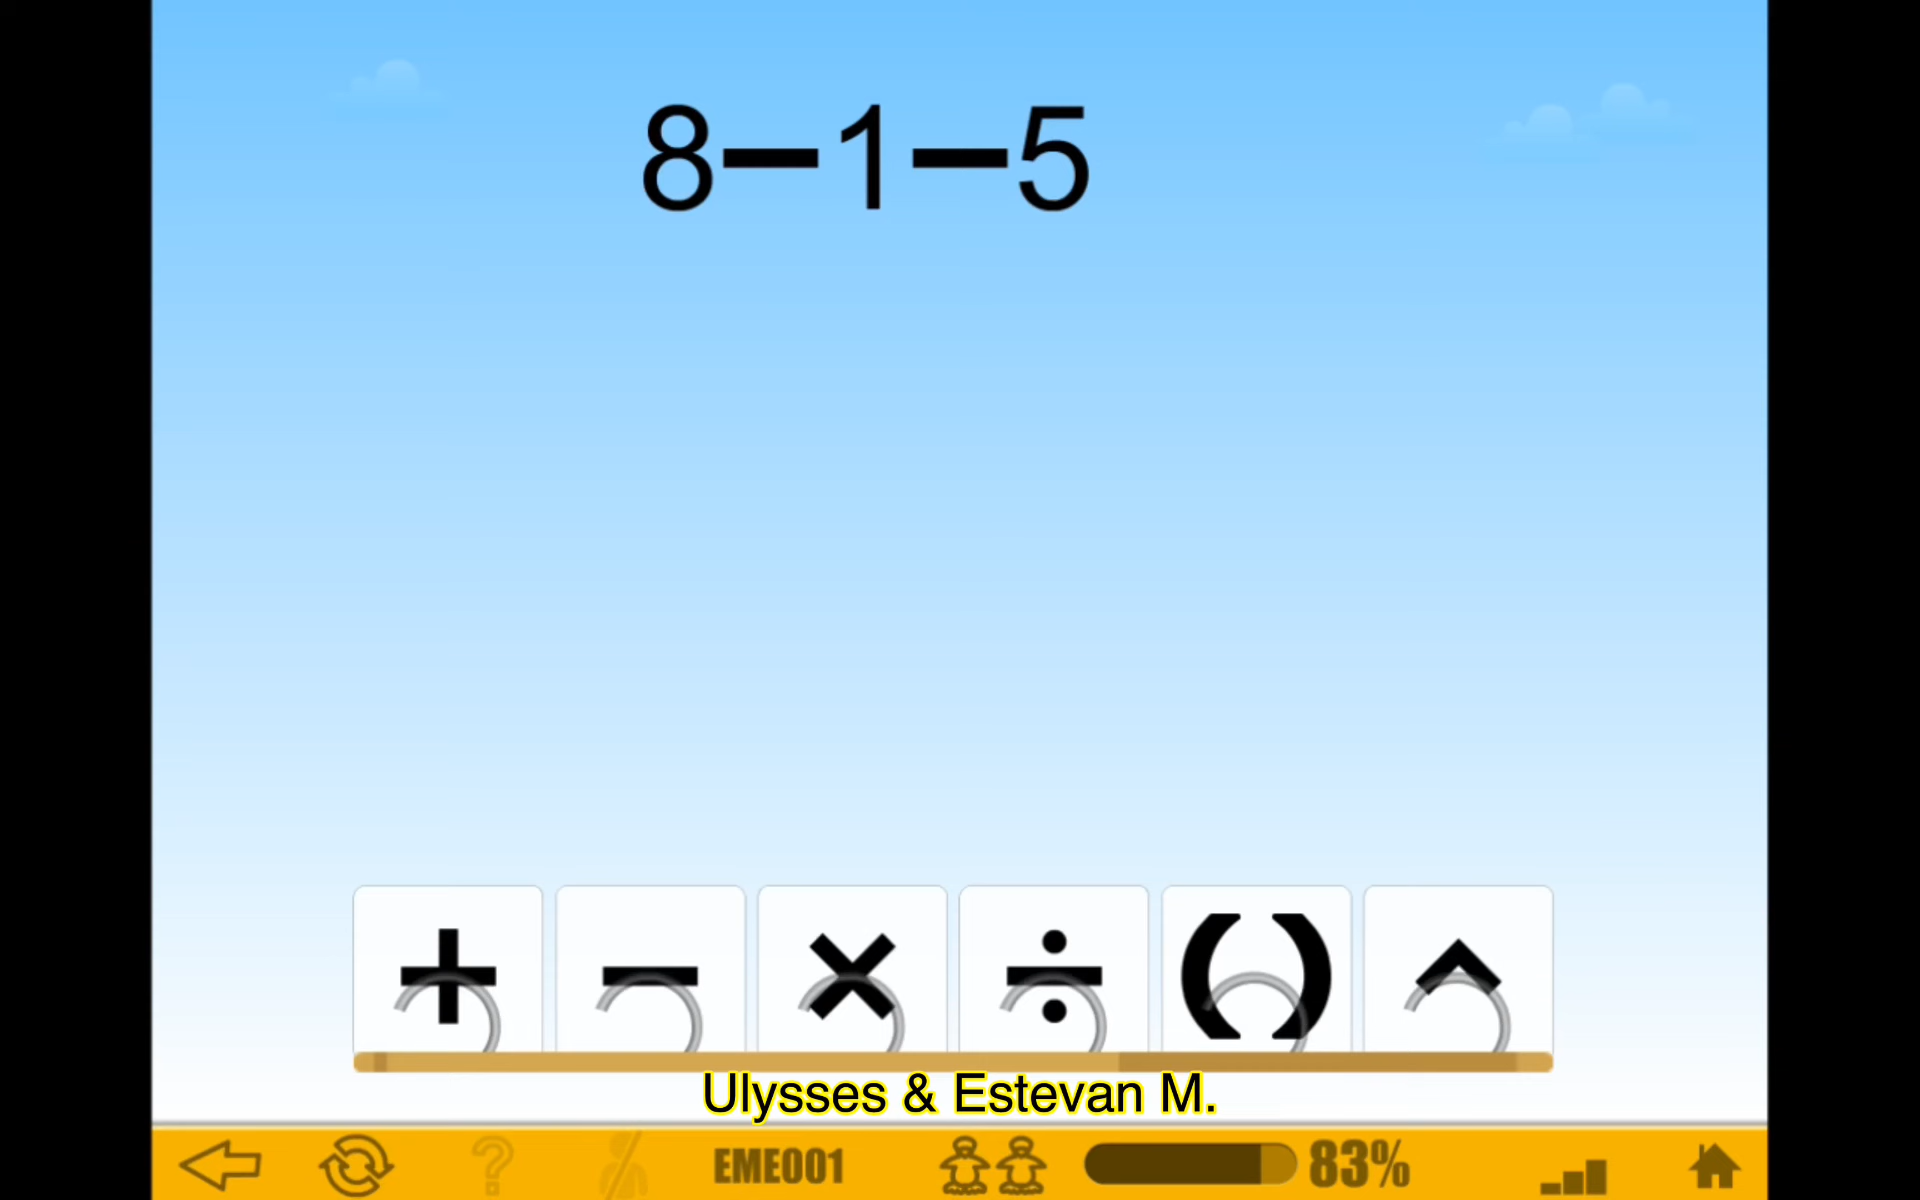 8−1−5
+ − × ÷ () ^
Ulysses & Estevan M.
? EME001 83%